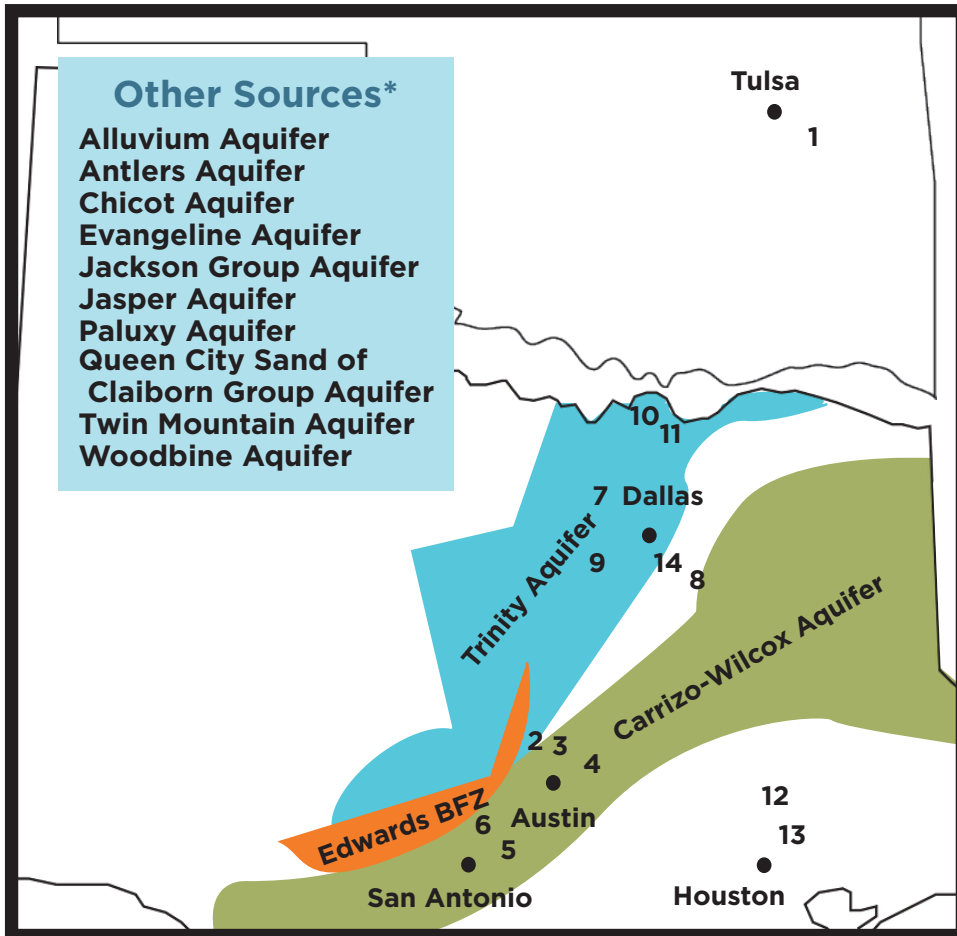 Other Sources*
Alluvium Aquifer
Antlers Aquifer
Chicot Aquifer
Evangeline Aquifer
Jackson Group Aquifer
Jasper Aquifer
Paluxy Aquifer
Queen City Sand of
Claiborn Group Aquifer
Twin Mountain Aquifer
Woodbine Aquifer
Tulsa
1
10
11
7 Dallas
9
14
8
Trinity Aquifer
Carrizo-Wilcox Aquifer
2
3
4
Edwards BFZ
6
Austin
5
San Antonio
12
13
Houston